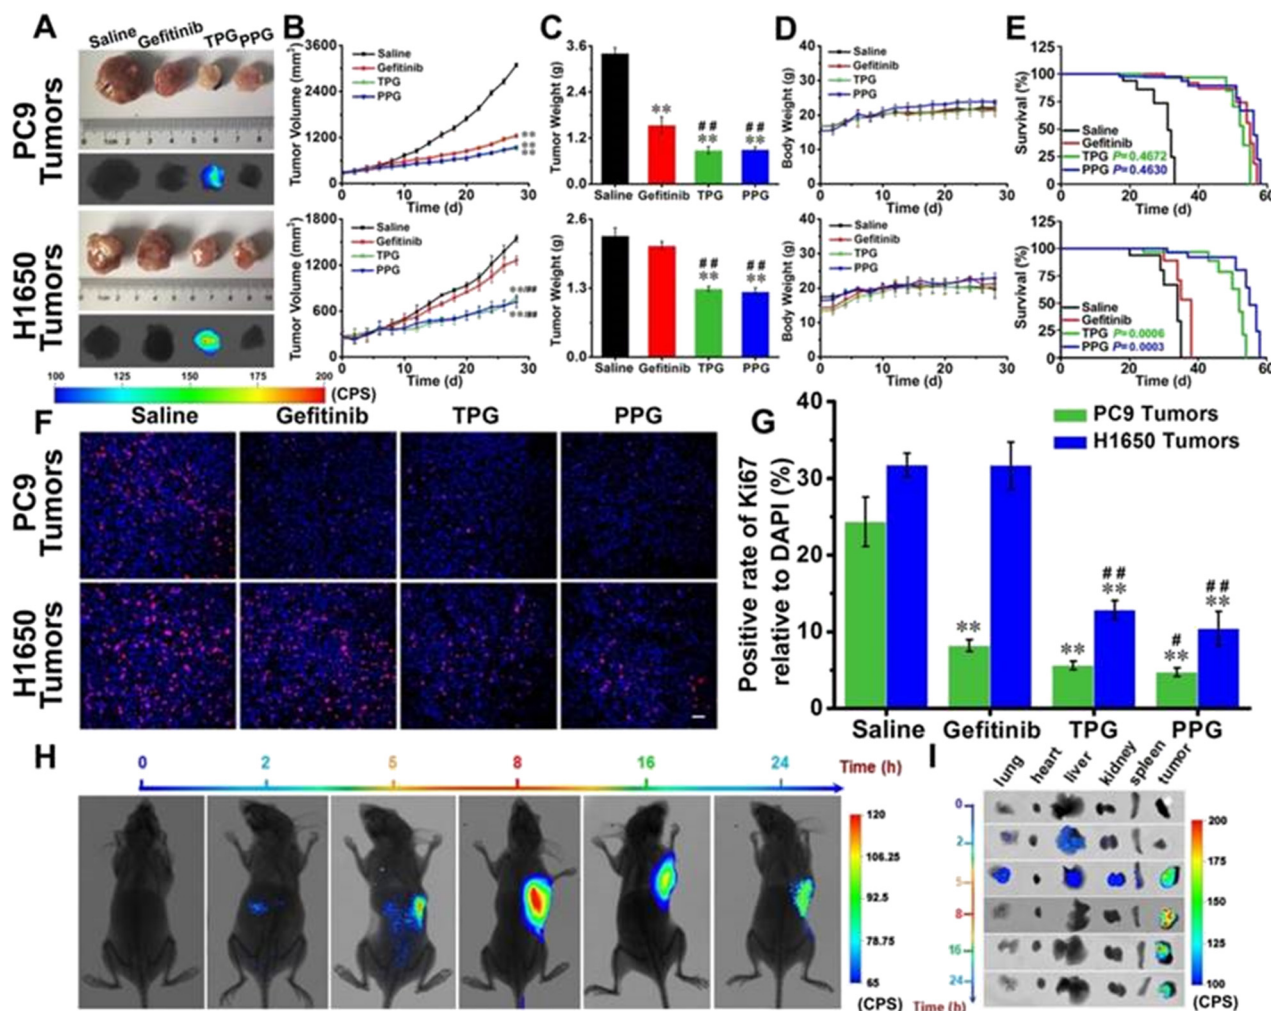 A
Saline Gefitinib TPG PPG
PC9 Tumors
H1650 Tumors
100 125 150 175 200
(CPS)
B
Tumor Volume (mm3)
3600
2400
1200
0
Saline
Gefitinib
TPG
PPG
**
**
**
0 10 20 30
Time (d)
Tumor Volume (mm3)
1800
1200
600
0
Saline
Gefitinib
TPG
PPG
**/##
**/##
0 10 20 30
Time (d)
C
Tumor Weight (g)
3.6
2.4
1.2
0.0
**
## **
## **
Saline Gefitinib TPG PPG
Tumor Weight (g)
2.6
1.3
0.0
## **
## **
Saline Gefitinib TPG PPG
D
Body Weight (g)
40
30
20
10
0
Saline
Gefitinib
TPG
PPG
0 10 20 30
Time (d)
Body Weight (g)
40
30
20
10
0
Saline
Gefitinib
TPG
PPG
0 10 20 30
Time (d)
E
Survival (%)
125
100
75
50
25
0
Saline
Gefitinib
TPG P=0.4672
PPG P=0.4630
0 20 40 60
Time (d)
Survival (%)
125
100
75
50
25
0
Saline
Gefitinib
TPG P=0.0006
PPG P=0.0003
0 20 40 60
Time (d)
F
Saline Gefitinib TPG PPG
PC9 Tumors
H1650 Tumors
G
Positive rate of Ki67
relative to DAPI (%)
40
30
20
10
0
PC9 Tumors
H1650 Tumors
**
**
## **
# **
## **
Saline Gefitinib TPG PPG
H
0 2 5 8 16 24 Time (h)
120
106.25
92.5
78.75
65
(CPS)
I
lung heart liver kidney spleen tumor
0
2
5
8
16
24
Time (h)
200
175
150
125
100
(CPS)